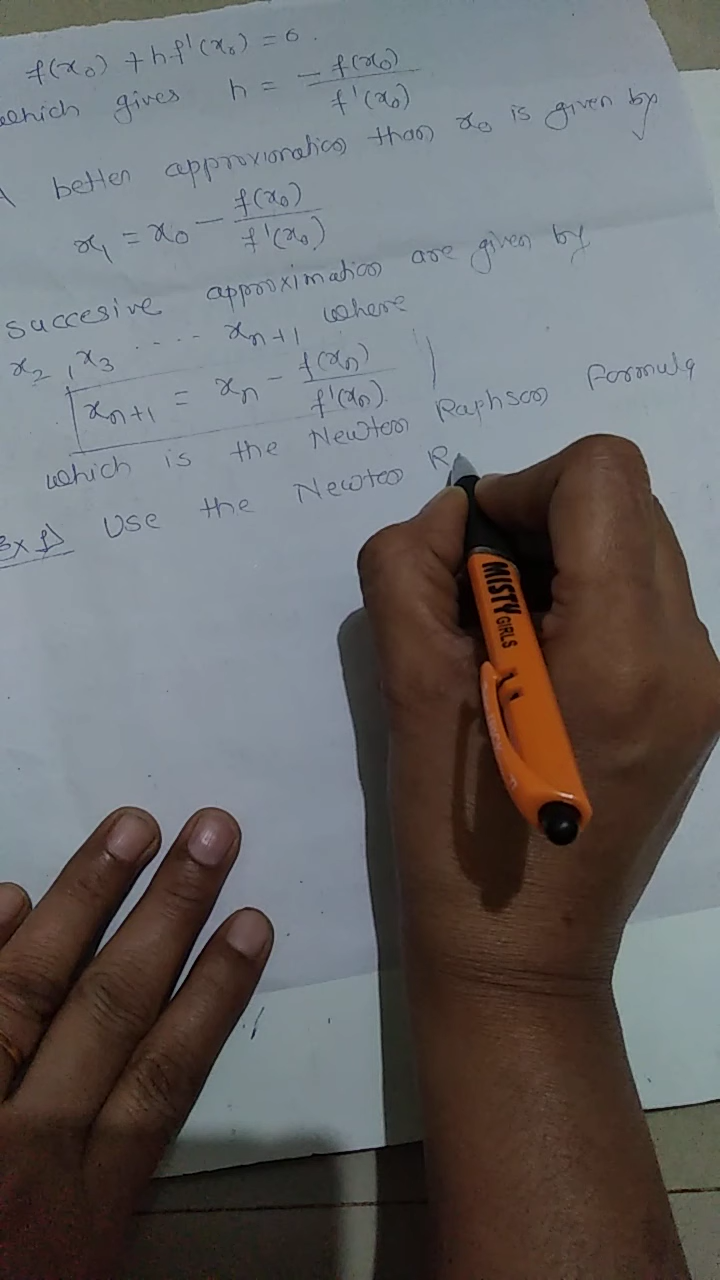 f(x₀) + hf'(x₀) = 0.
which gives h = -f(x₀)/f'(x₀)
A better approximation than x₀ is given by
x₁ = x₀ - f(x₀)/f'(x₀)
succesive approximation are given by
x₂, x₃ .... xn+1 where
xn+1 = xn - f(xn)/f'(xn)
which is the Newton Raphson Formula
Ex 1) Use the Newton R
MISTY GIRLS